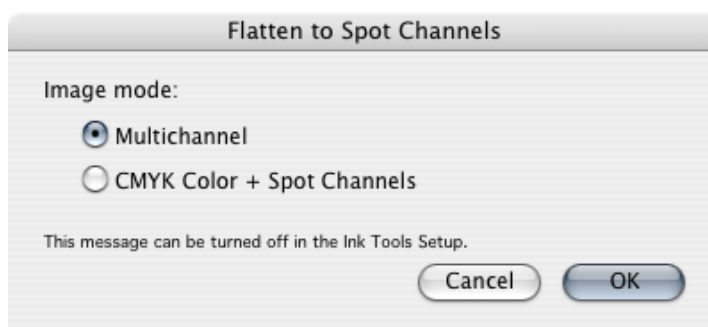 Flatten to Spot Channels
Image mode:
Multichannel
CMYK Color + Spot Channels
This message can be turned off in the Ink Tools Setup.
Cancel OK